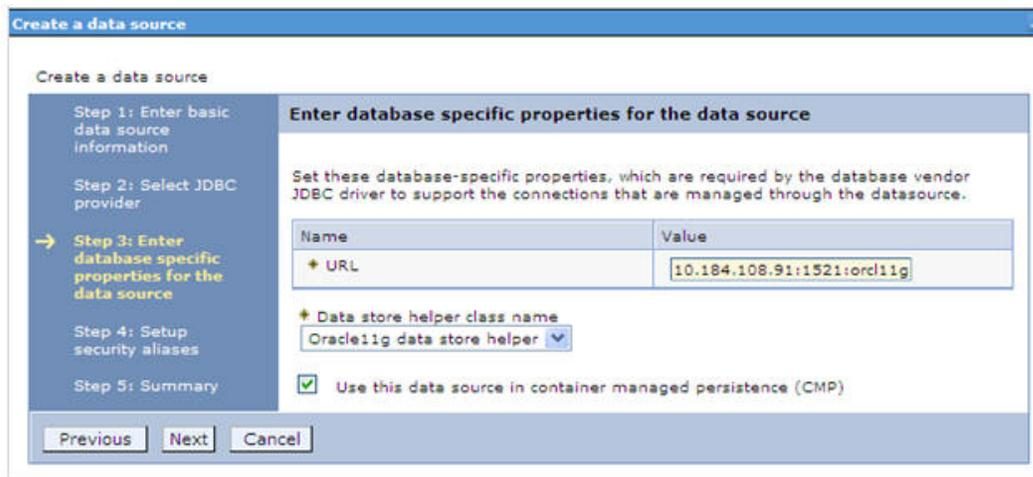 Create a data source
Create a data source
Step 1: Enter basic
data source
information
Step 2: Select JDBC
provider
Step 3: Enter
database specific
properties for the
data source
Step 4: Setup
security aliases
Step 5: Summary
Enter database specific properties for the data source
Set these database-specific properties, which are required by the database vendor
JDBC driver to support the connections that are managed through the datasource.
Name Value
URL 10.184.108.91:1521:orcl11g
Data store helper class name
Oracle11g data store helper
Use this data source in container managed persistence (CMP)
Previous Next Cancel